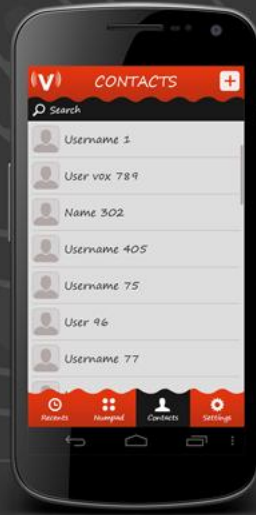 (V) CONTACTS +
Search
Username 1
User vox 789
Name 302
Username 405
Username 75
User 96
Username 77
Recents Numpad Contacts Settings